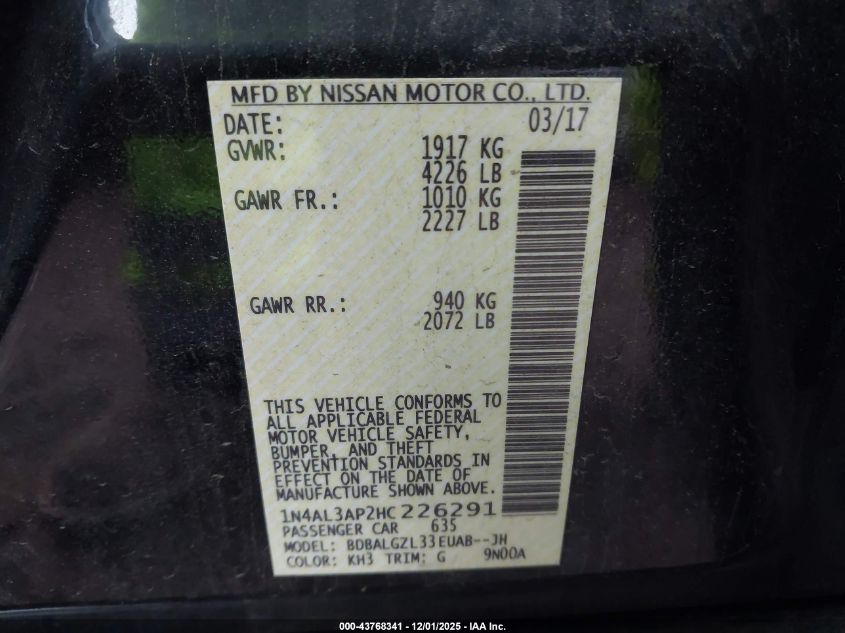 MFD BY NISSAN MOTOR CO., LTD.
DATE: 03/17
GVWR: 1917 KG
4226 LB
GAWR FR.: 1010 KG
2227 LB
GAWR RR.: 940 KG
2072 LB
THIS VEHICLE CONFORMS TO
ALL APPLICABLE FEDERAL
MOTOR VEHICLE SAFETY,
BUMPER, AND THEFT
PREVENTION STANDARDS IN
EFFECT ON THE DATE OF
MANUFACTURE SHOWN ABOVE.
1N4AL3AP2HC226291
PASSENGER CAR 635
MODEL: BDBALGZL33EUAB--JH
COLOR: KH3 TRIM: G 9N00A
000-43768341 - 12/01/2025 - IAA Inc.